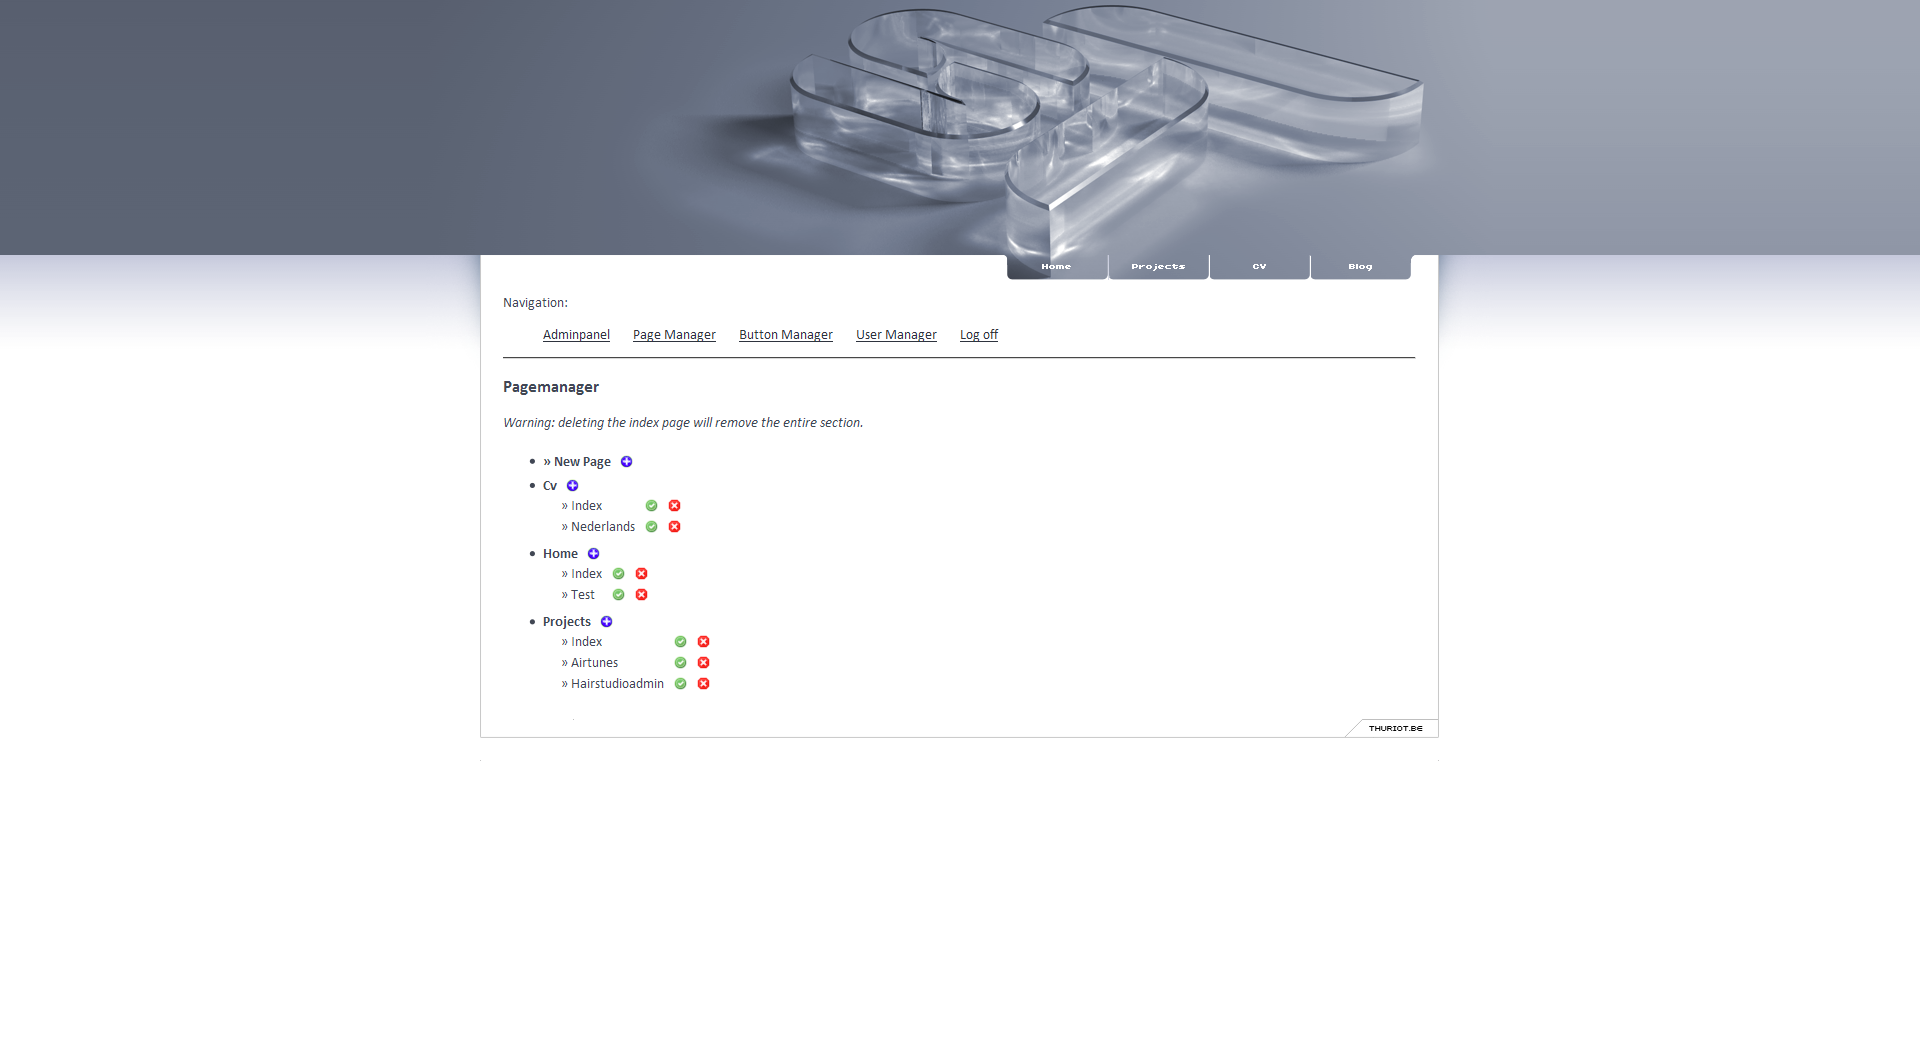 Home Projects CV Blog
Navigation:
Adminpanel Page Manager Button Manager User Manager Log off
Pagemanager
Warning: deleting the index page will remove the entire section.
» New Page
Cv
» Index
» Nederlands
Home
» Index
» Test
Projects
» Index
» Airtunes
» Hairstudioadmin
THURIOT.BE